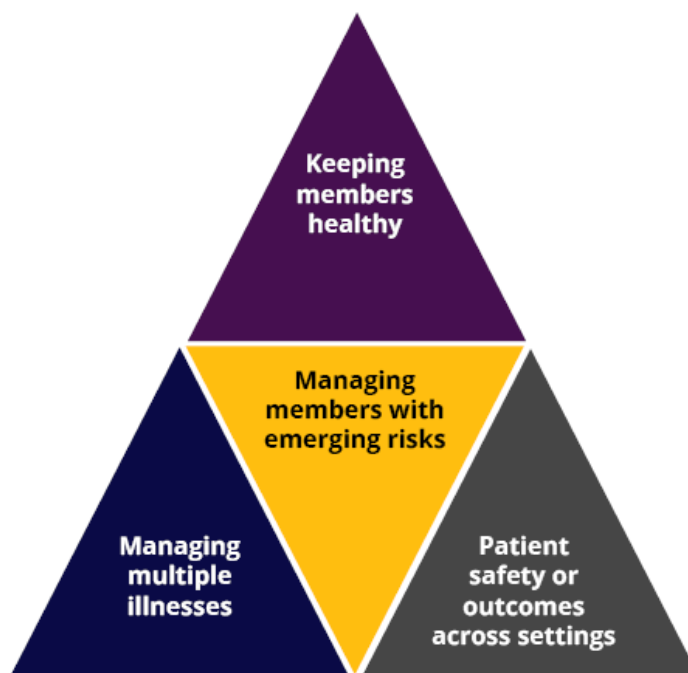 Keeping
members
healthy
Managing
members with
emerging risks
Managing
multiple
illnesses
Patient
safety or
outcomes
across settings